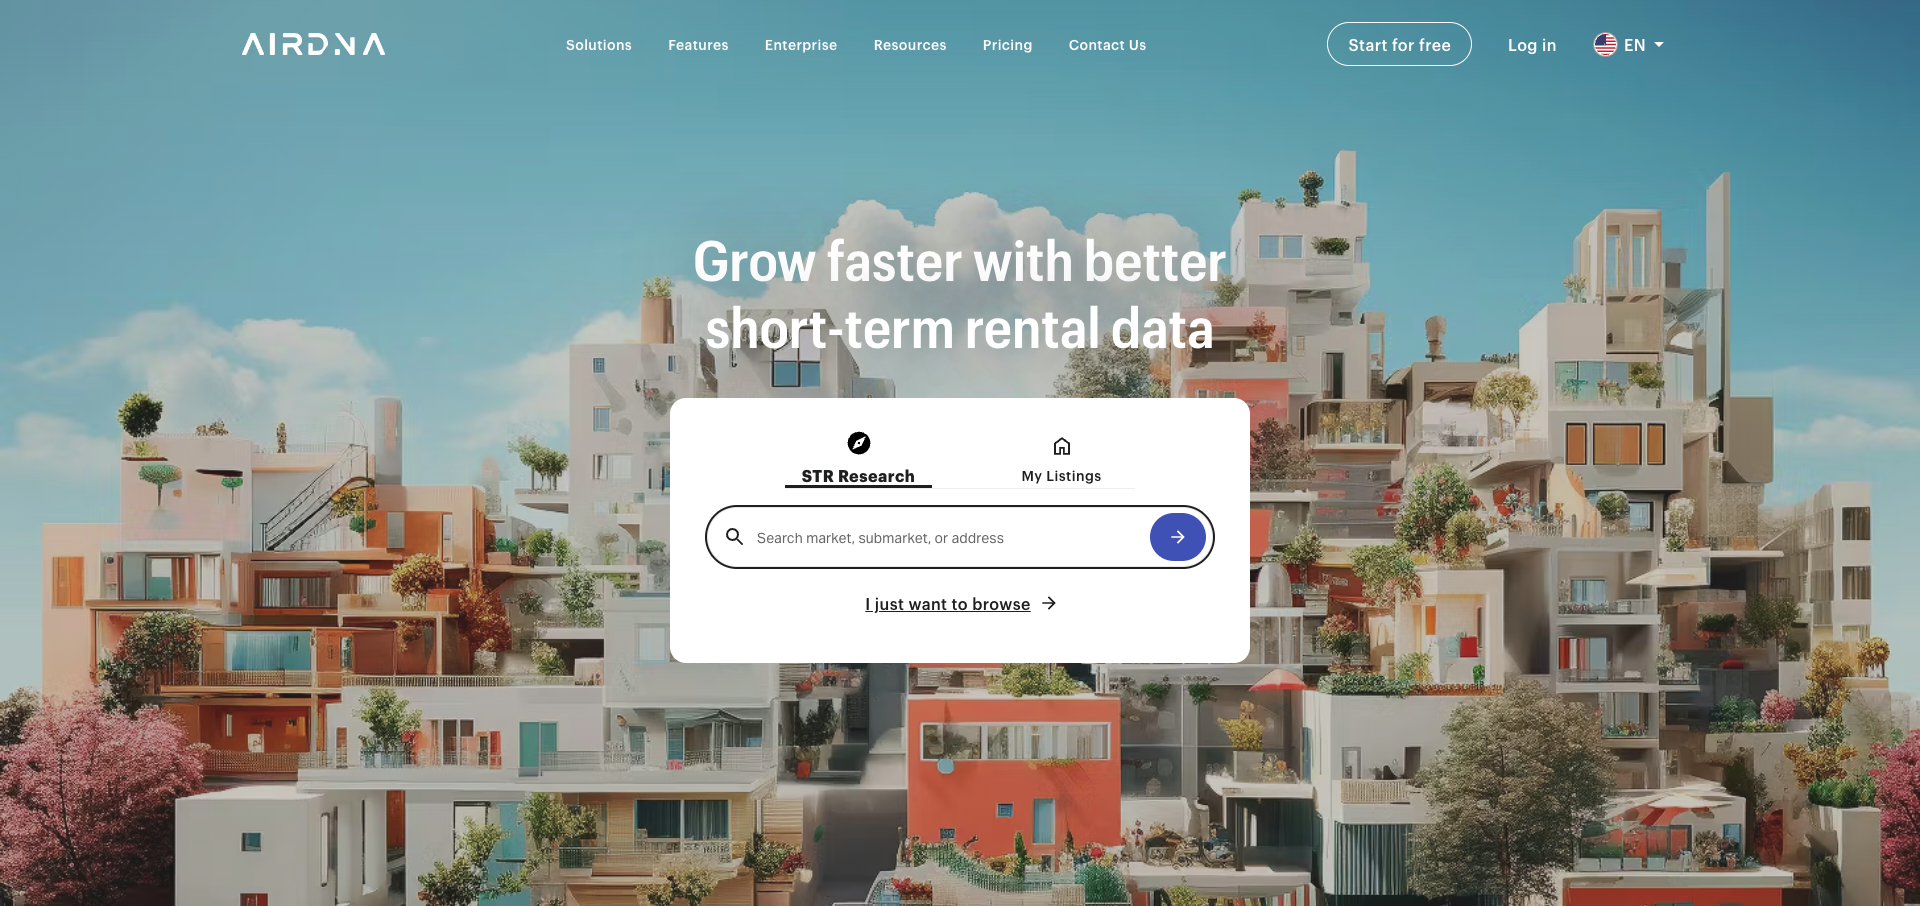 AIRDNA
Solutions
Features
Enterprise
Resources
Pricing
Contact Us
Start for free
Log in
EN
Grow faster with better
short-term rental data
STR Research
My Listings
Search market, submarket, or address
I just want to browse